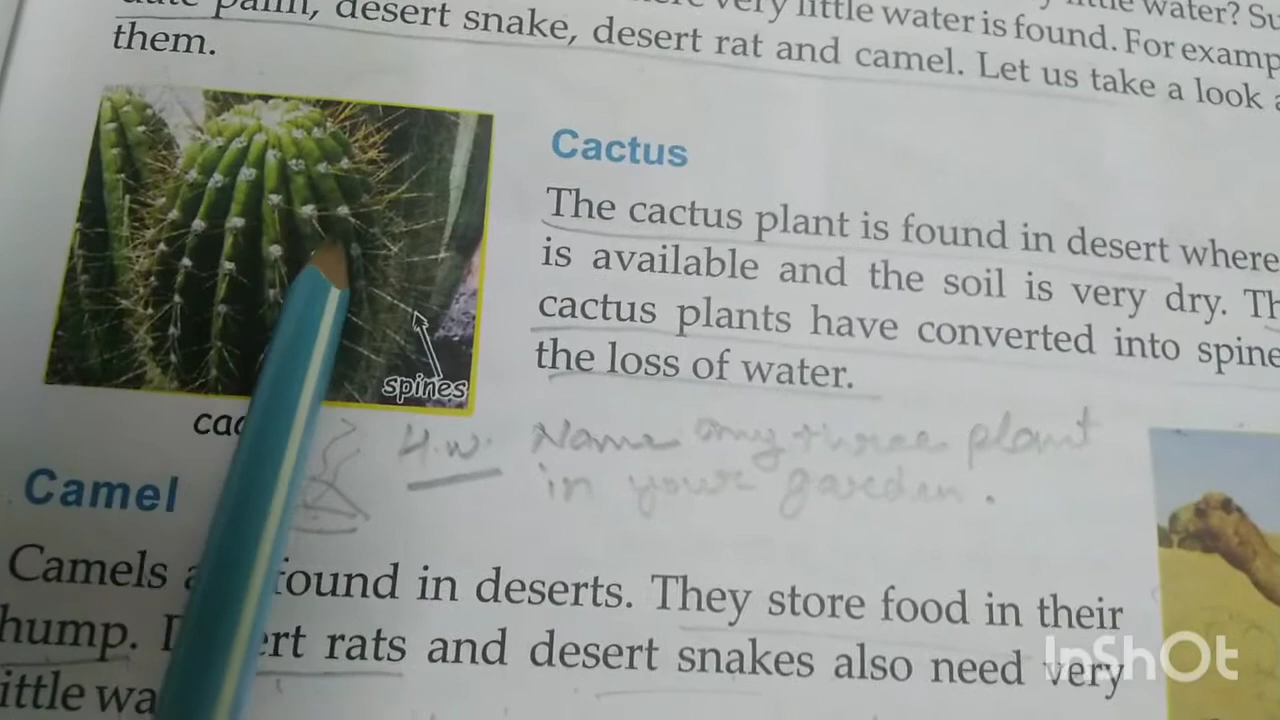 very little water is found. For examp
palm, desert snake, desert rat and camel. Let us take a look a
them.
Cactus
The cactus plant is found in desert where
is available and the soil is very dry. Th
cactus plants have converted into spine
the loss of water.
spines
cac
H.W. Name any three plant
in your garden.
Camel
Camels found in deserts. They store food in their
hump. rats and desert snakes also need very
ittle wa
InShOt